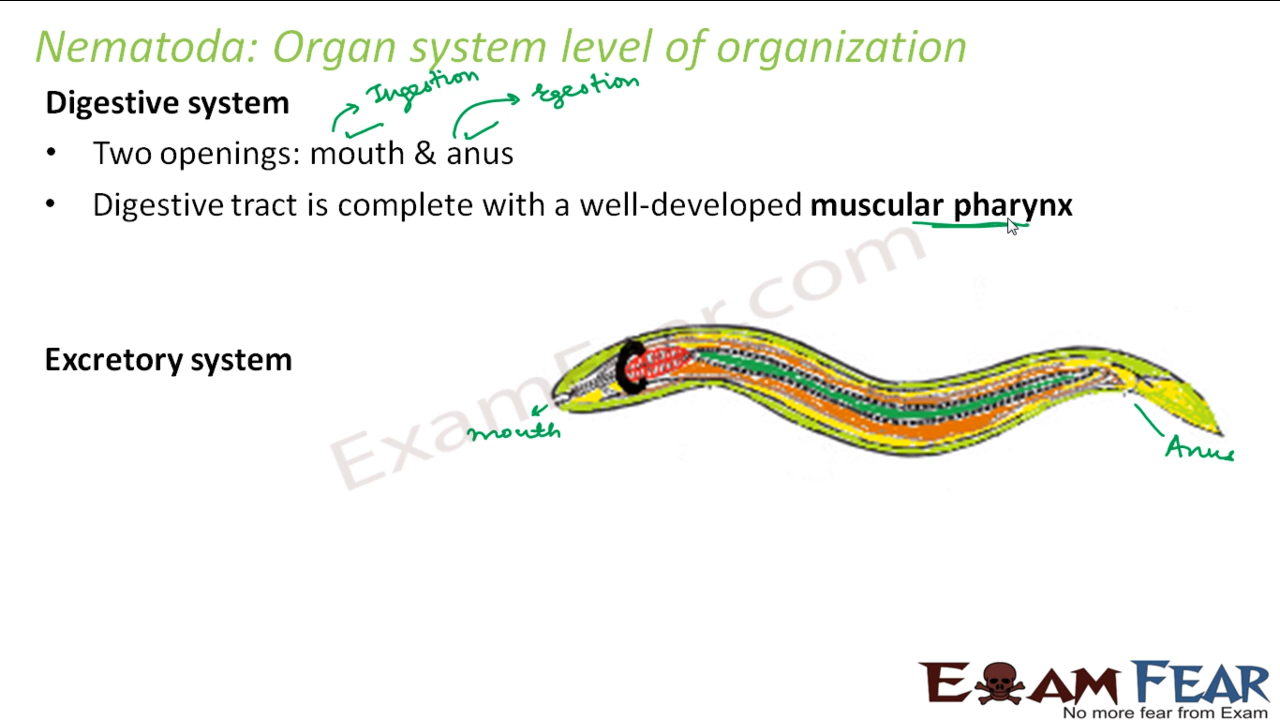 Nematoda: Organ system level of organization
Ingestion
Egestion
Digestive system
• Two openings: mouth & anus
• Digestive tract is complete with a well-developed muscular pharynx
Excretory system
mouth
Anus
ExamFear.com
EXAM FEAR
No more fear from Exam